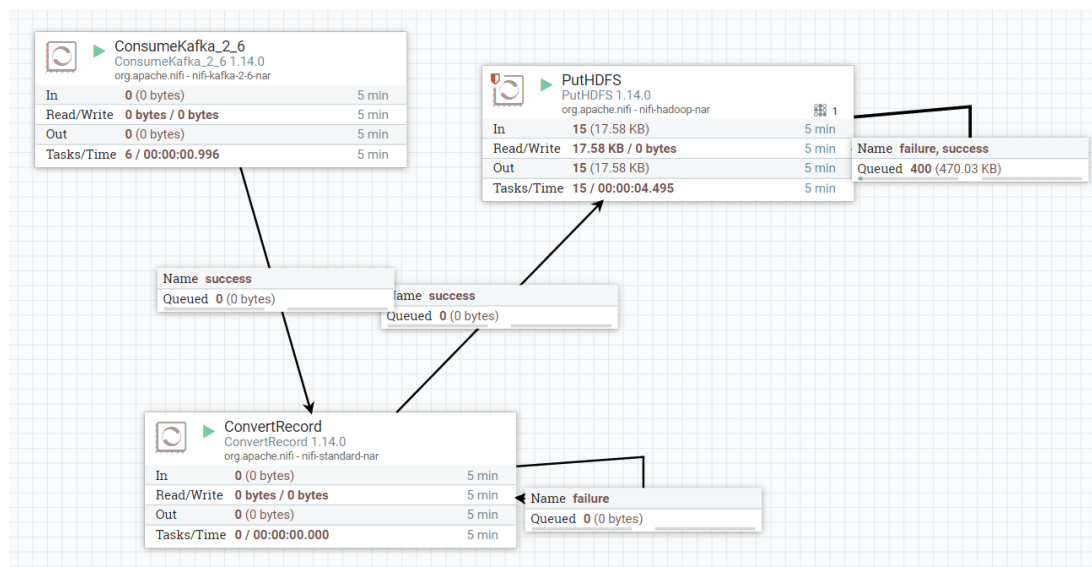 ConsumeKafka_2_6
ConsumeKafka_2_6 1.14.0
org.apache.nifi - nifi-kafka-2-6-nar
In 0 (0 bytes) 5 min
Read/Write 0 bytes / 0 bytes 5 min
Out 0 (0 bytes) 5 min
Tasks/Time 6 / 00:00:00.996 5 min
PutHDFS
PutHDFS 1.14.0
org.apache.nifi - nifi-hadoop-nar
1
In 15 (17.58 KB) 5 min
Read/Write 17.58 KB / 0 bytes 5 min
Out 15 (17.58 KB) 5 min
Tasks/Time 15 / 00:00:04.495 5 min
Name failure, success
Queued 400 (470.03 KB)
Name success
Queued 0 (0 bytes)
Name success
Queued 0 (0 bytes)
ConvertRecord
ConvertRecord 1.14.0
org.apache.nifi - nifi-standard-nar
In 0 (0 bytes) 5 min
Read/Write 0 bytes / 0 bytes 5 min
Out 0 (0 bytes) 5 min
Tasks/Time 0 / 00:00:00.000 5 min
Name failure
Queued 0 (0 bytes)